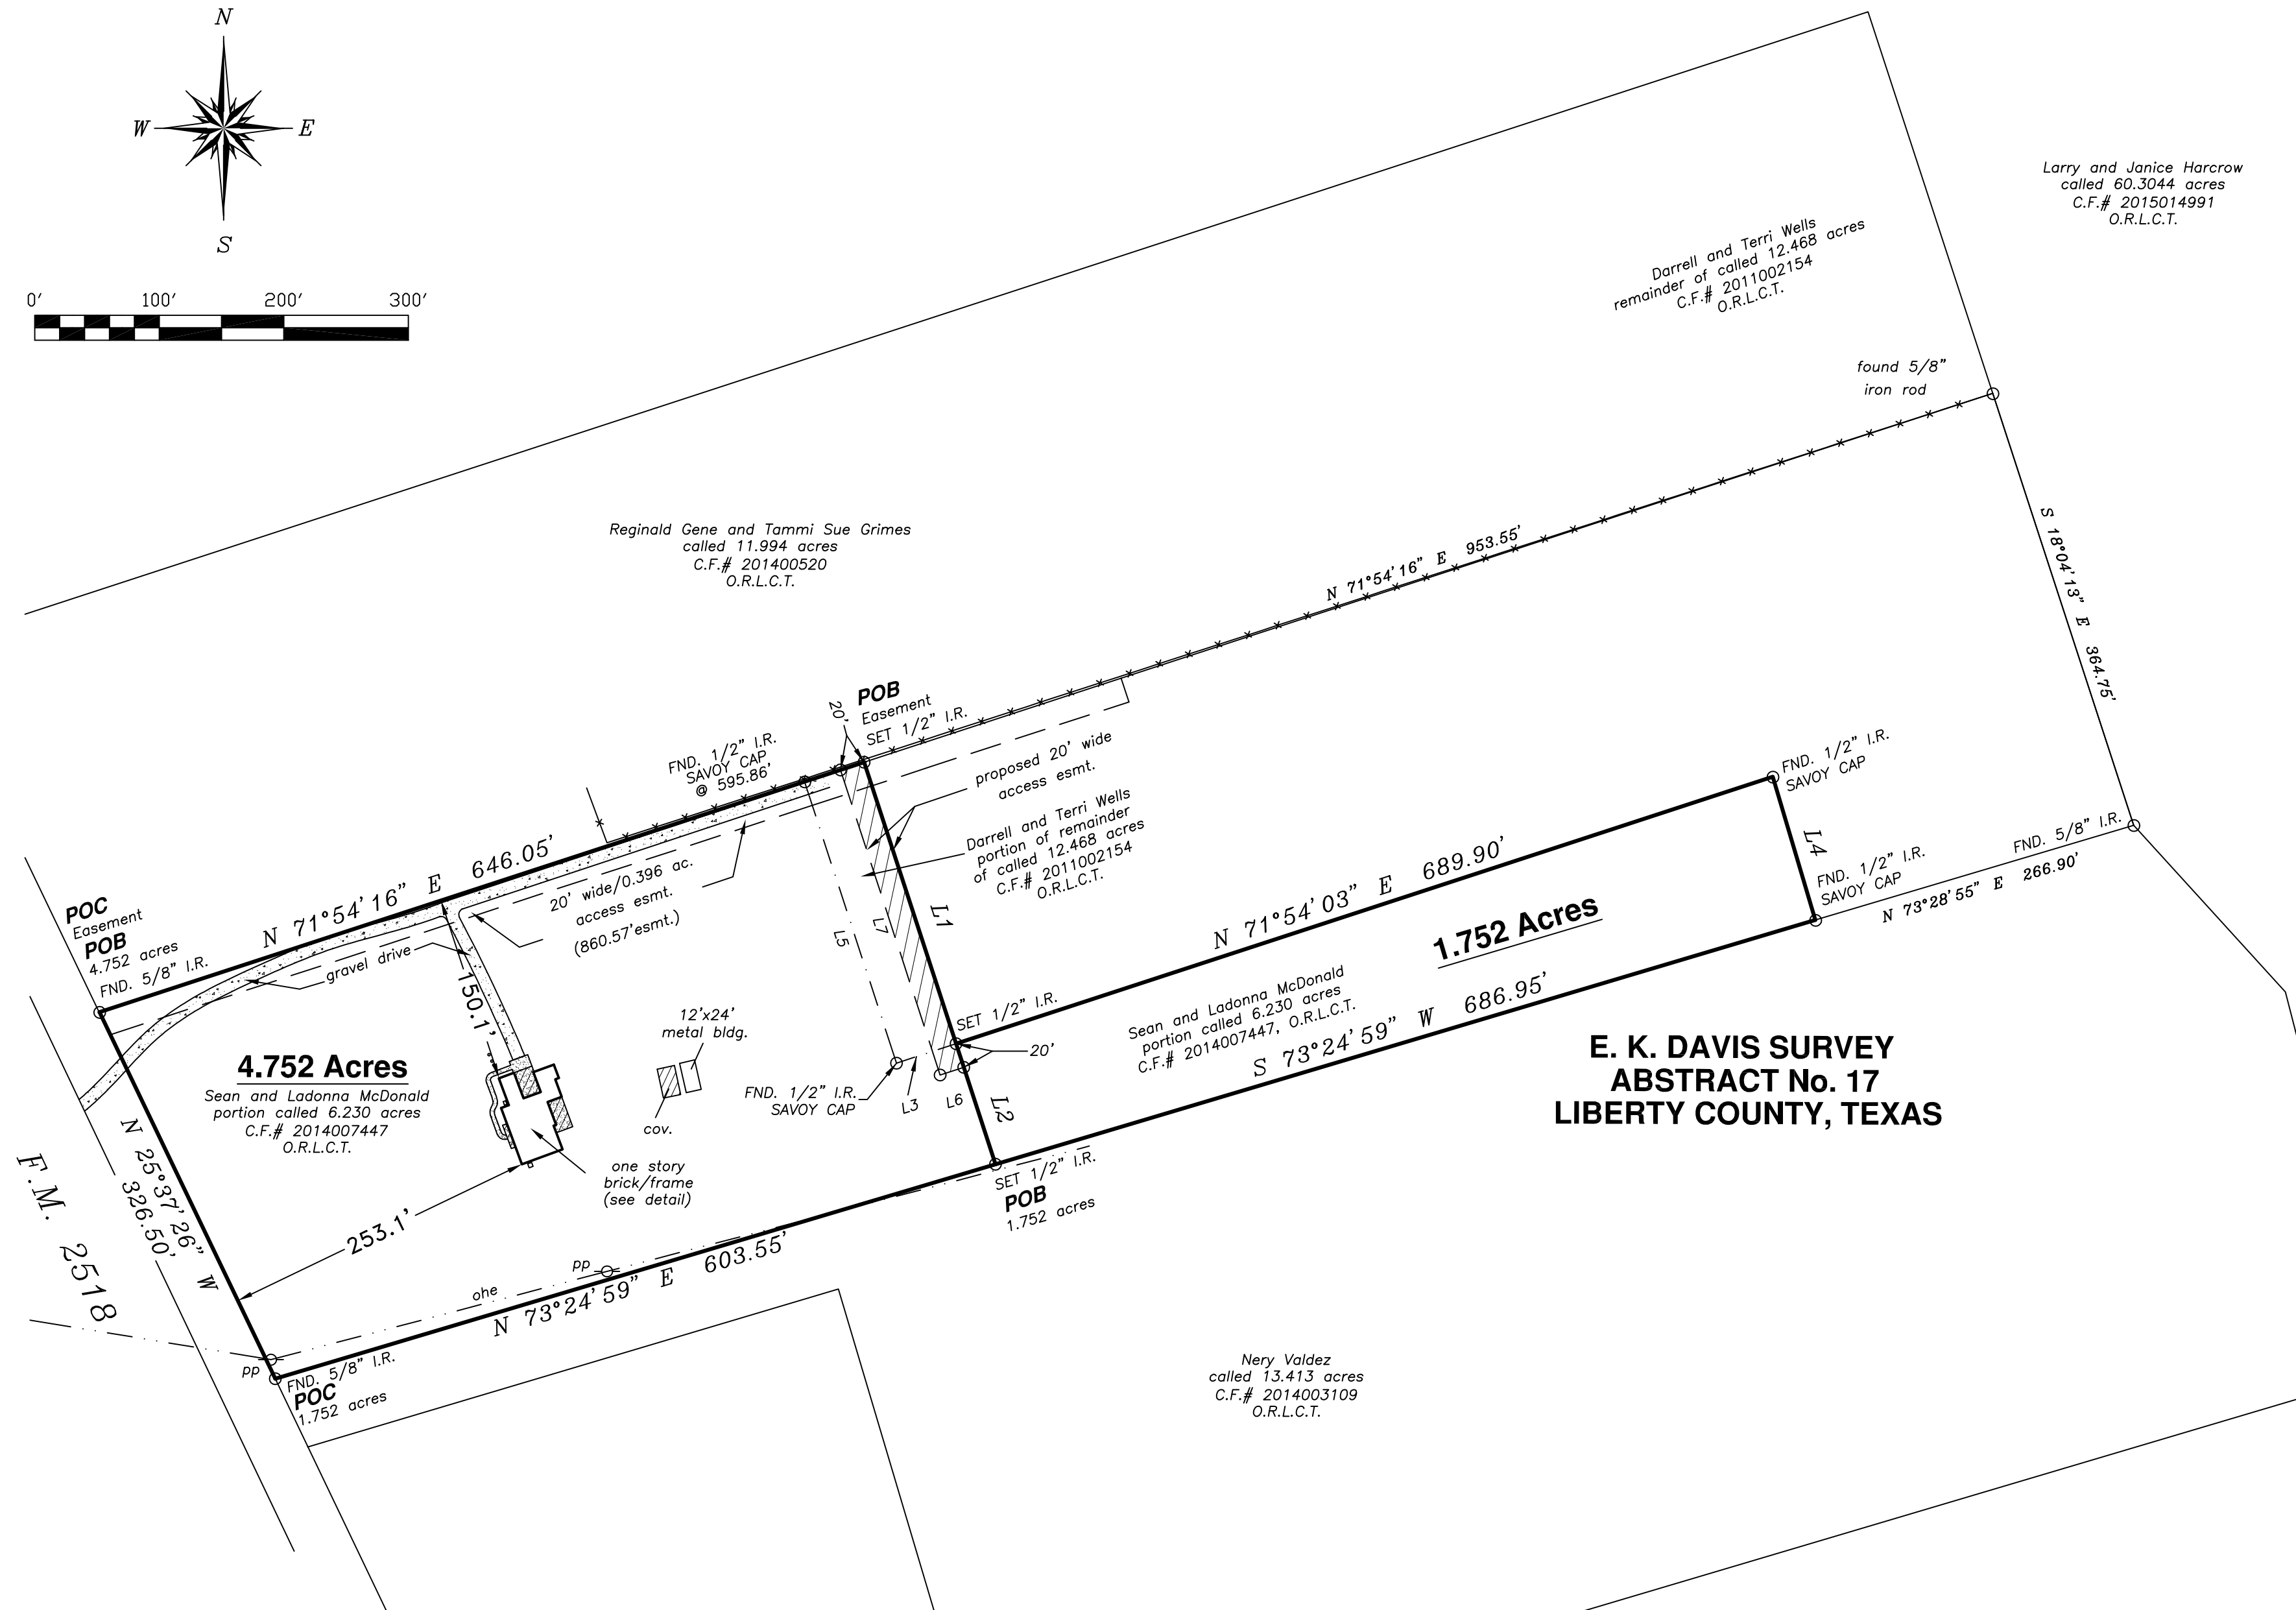 N
W
E
S
0' 100' 200' 300'
Larry and Janice Harcrow
called 60.3044 acres
C.F.# 2015014991
O.R.L.C.T.
Darrell and Terri Wells
remainder of called 12.468 acres
C.F.# 2011002154
O.R.L.C.T.
found 5/8"
iron rod
S 18°04'13" E 364.75'
Reginald Gene and Tammi Sue Grimes
called 11.994 acres
C.F.# 201400520
O.R.L.C.T.
N 71°54'16" E 953.55'
20'
POB
Easement
SET 1/2" I.R.
FND. 1/2" I.R.
SAVOY CAP
@ 595.86'
proposed 20' wide
access esmt.
Darrell and Terri Wells
portion of remainder
of called 12.468 acres
C.F.# 2011002154
O.R.L.C.T.
FND. 1/2" I.R.
SAVOY CAP
L4
FND. 1/2" I.R.
SAVOY CAP
FND. 5/8" I.R.
N 73°28'55" E 266.90'
N 71°54'16" E 646.05'
20' wide/0.396 ac.
access esmt.
(860.57'esmt.)
L5
L7
L1
N 71°54'03" E 689.90'
1.752 Acres
POC
Easement
POB
4.752 acres
FND. 5/8" I.R.
gravel drive
150.1'
12'x24'
metal bldg.
cov.
FND. 1/2" I.R.
SAVOY CAP
L3
L6
L2
20'
SET 1/2" I.R.
Sean and Ladonna McDonald
portion called 6.230 acres
C.F.# 2014007447, O.R.L.C.T.
S 73°24'59" W 686.95'
E. K. DAVIS SURVEY
ABSTRACT No. 17
LIBERTY COUNTY, TEXAS
4.752 Acres
Sean and Ladonna McDonald
portion called 6.230 acres
C.F.# 2014007447
O.R.L.C.T.
one story
brick/frame
(see detail)
N 25°37'26" W
326.50'
F.M. 2518
253.1'
SET 1/2" I.R.
POB
1.752 acres
pp
ohe
N 73°24'59" E 603.55'
pp
FND. 5/8" I.R.
POC
1.752 acres
Nery Valdez
called 13.413 acres
C.F.# 2014003109
O.R.L.C.T.